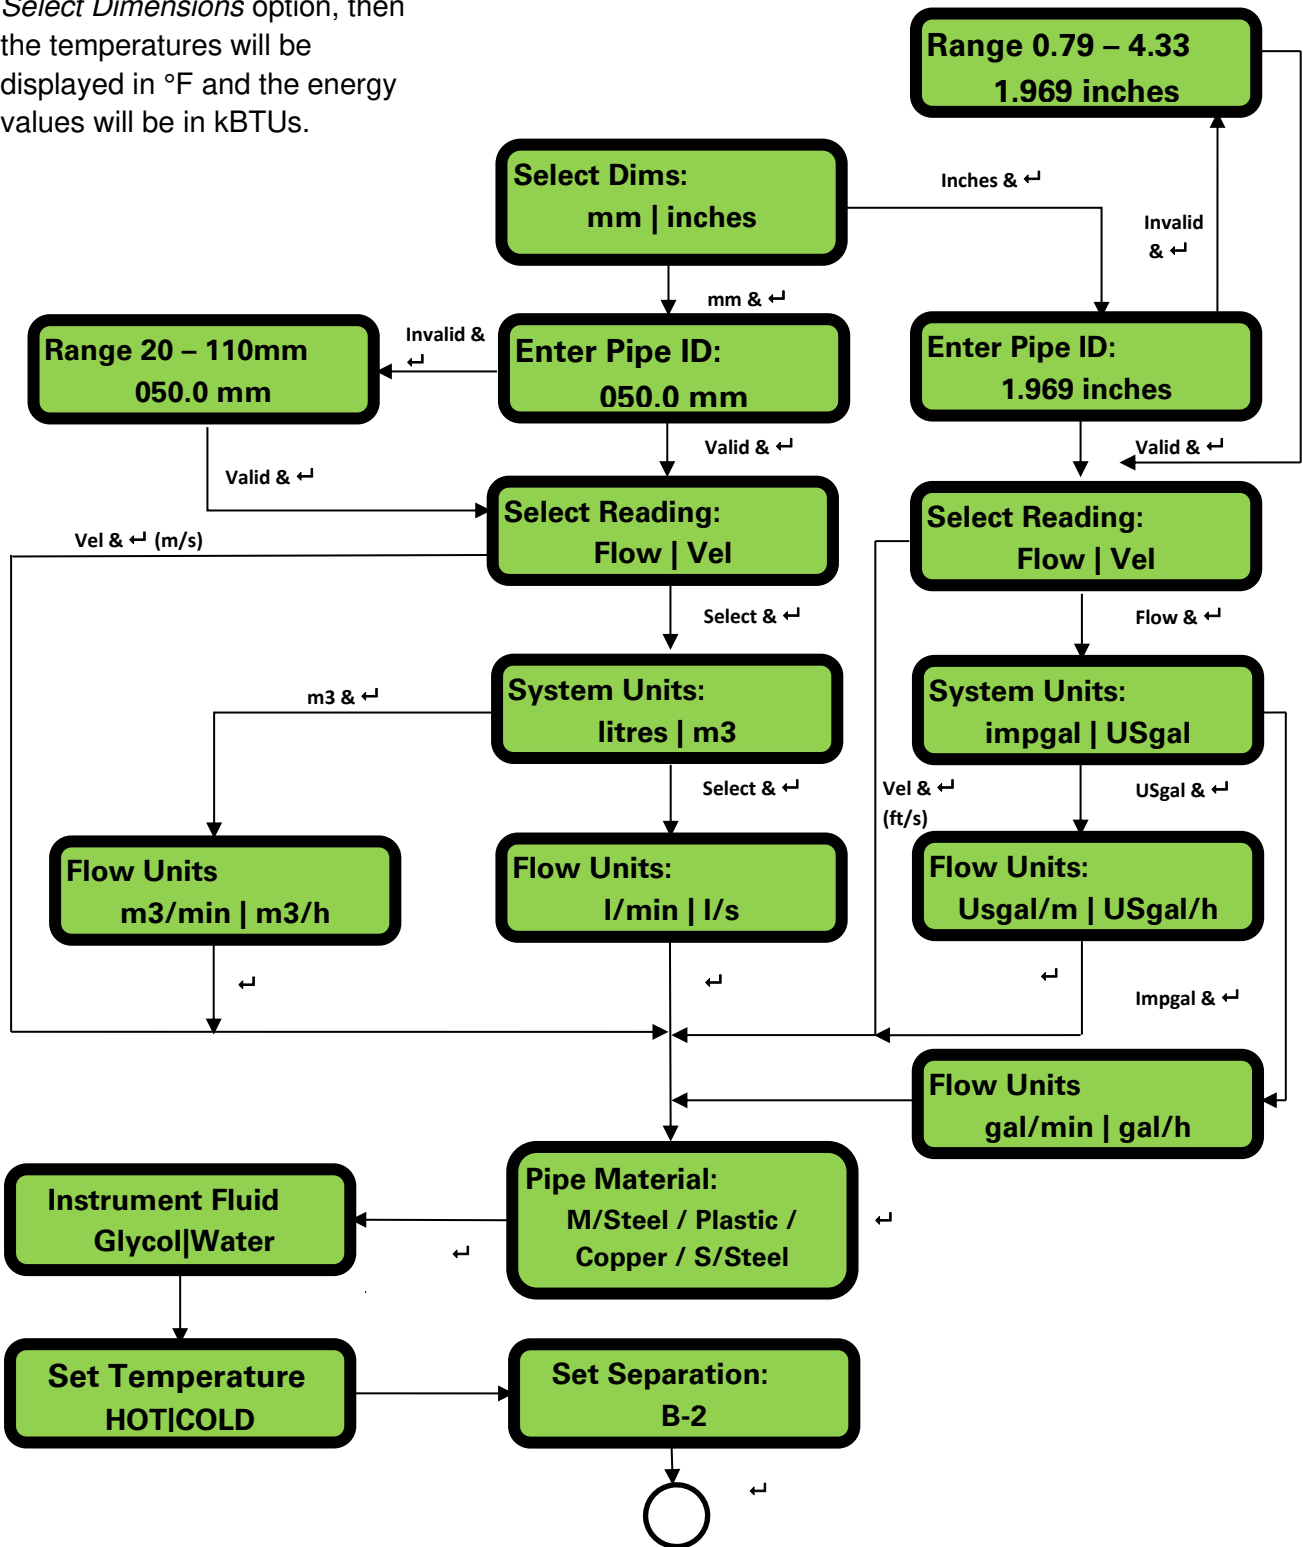 Select Dimensions option, then
the temperatures will be
displayed in °F and the energy
values will be in kBTUs.
Range 0.79 – 4.33
1.969 inches
Select Dims:
mm | inches
Inches & ↵
Invalid
& ↵
mm & ↵
Range 20 – 110mm
050.0 mm
Invalid &
↵
Enter Pipe ID:
050.0 mm
Enter Pipe ID:
1.969 inches
Valid & ↵
Valid & ↵
Valid & ↵
Select Reading:
Flow | Vel
Select Reading:
Flow | Vel
Vel & ↵ (m/s)
Select & ↵
Flow & ↵
m3 & ↵
System Units:
litres | m3
System Units:
impgal | USgal
Select & ↵
Vel & ↵
(ft/s)
USgal & ↵
Flow Units
m3/min | m3/h
Flow Units:
l/min | l/s
Flow Units:
Usgal/m | USgal/h
↵
↵
↵
Impgal & ↵
Flow Units
gal/min | gal/h
Instrument Fluid
Glycol|Water
↵
Pipe Material:
M/Steel / Plastic /
Copper / S/Steel
↵
Set Temperature
HOT|COLD
Set Separation:
B-2
↵